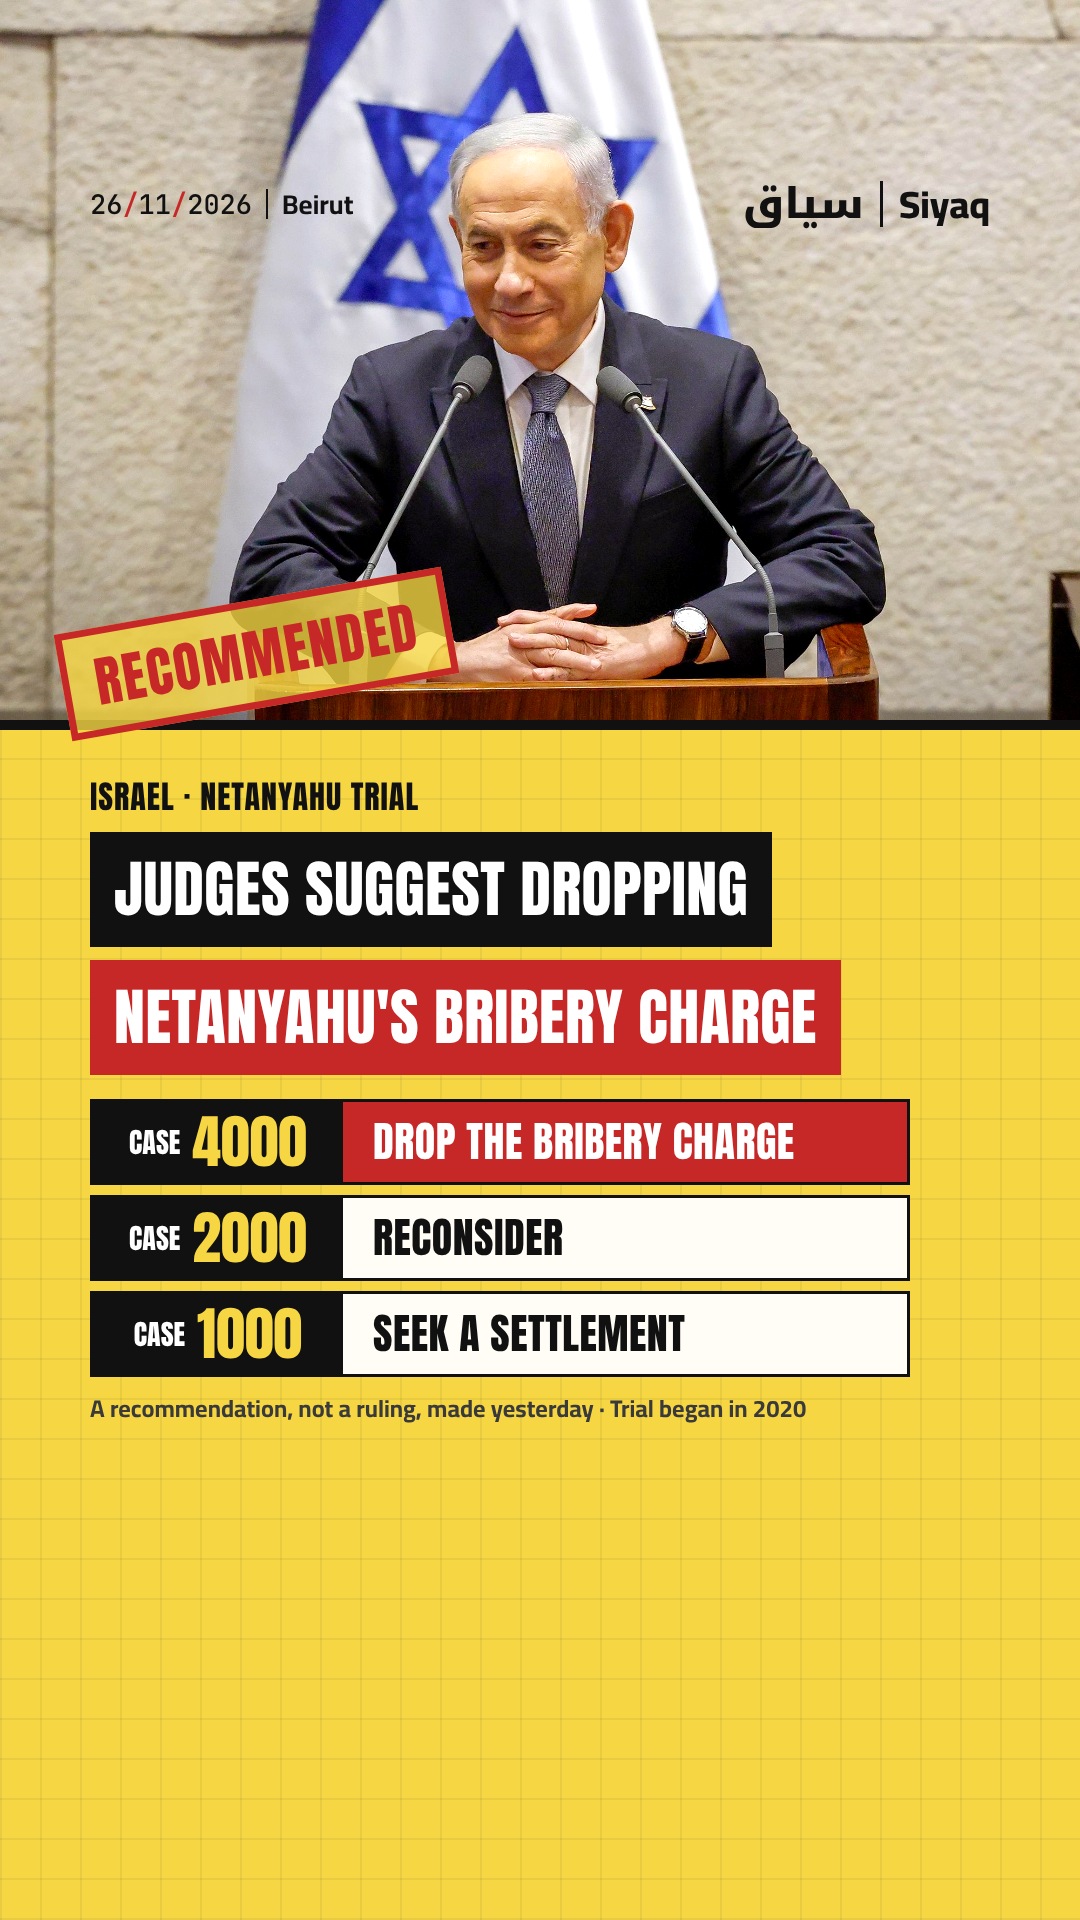 26/11/2026 | Beirut
سياق | Siyaq
RECOMMENDED
ISRAEL · NETANYAHU TRIAL
JUDGES SUGGEST DROPPING
NETANYAHU'S BRIBERY CHARGE
CASE 4000 DROP THE BRIBERY CHARGE
CASE 2000 RECONSIDER
CASE 1000 SEEK A SETTLEMENT
A recommendation, not a ruling, made yesterday · Trial began in 2020